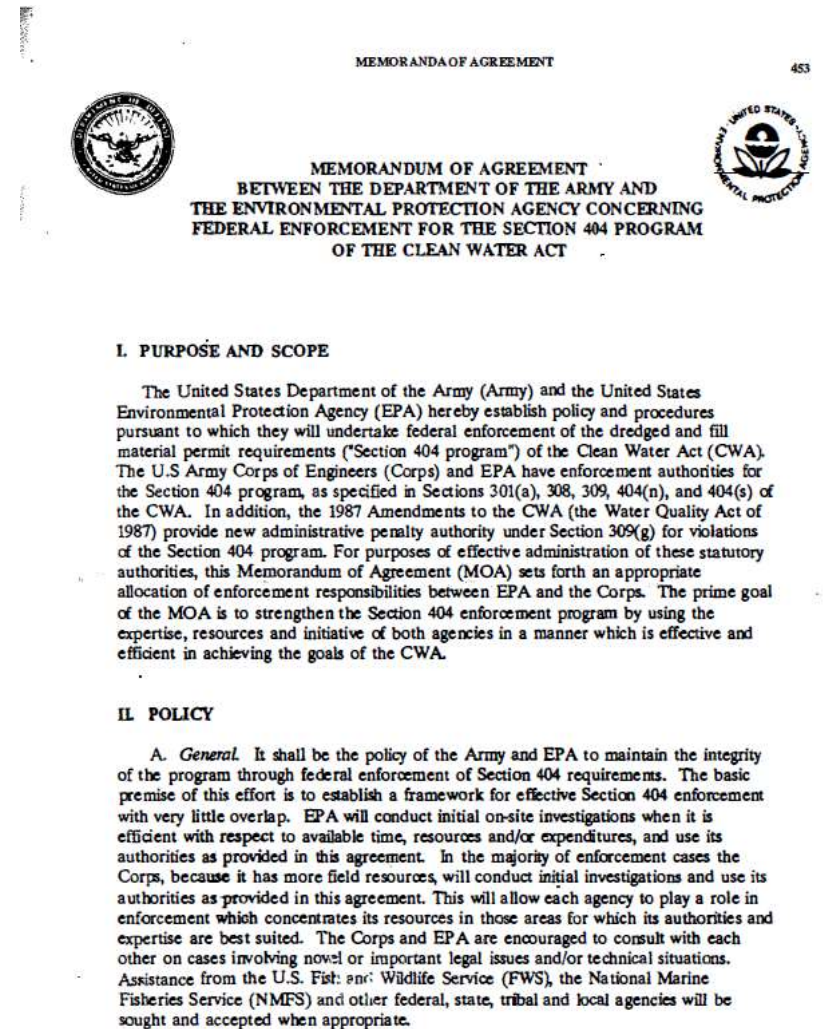 MEMORANDA OF AGREEMENT
453
UNITED STATES
ENVIRONMENTAL PROTECTION AGENCY
MEMORANDUM OF AGREEMENT
BETWEEN THE DEPARTMENT OF THE ARMY AND
THE ENVIRONMENTAL PROTECTION AGENCY CONCERNING
FEDERAL ENFORCEMENT FOR THE SECTION 404 PROGRAM
OF THE CLEAN WATER ACT
I. PURPOSE AND SCOPE
The United States Department of the Army (Army) and the United States
Environmental Protection Agency (EPA) hereby establish policy and procedures
pursuant to which they will undertake federal enforcement of the dredged and fill
material permit requirements ("Section 404 program") of the Clean Water Act (CWA).
The U.S Army Corps of Engineers (Corps) and EPA have enforcement authorities for
the Section 404 program, as specified in Sections 301(a), 308, 309, 404(n), and 404(s) of
the CWA. In addition, the 1987 Amendments to the CWA (the Water Quality Act of
1987) provide new administrative penalty authority under Section 309(g) for violations
of the Section 404 program. For purposes of effective administration of these statutory
authorities, this Memorandum of Agreement (MOA) sets forth an appropriate
allocation of enforcement responsibilities between EPA and the Corps. The prime goal
of the MOA is to strengthen the Section 404 enforcement program by using the
expertise, resources and initiative of both agencies in a manner which is effective and
efficient in achieving the goals of the CWA.
II. POLICY
A. General. It shall be the policy of the Army and EPA to maintain the integrity
of the program through federal enforcement of Section 404 requirements. The basic
premise of this effort is to establish a framework for effective Section 404 enforcement
with very little overlap. EPA will conduct initial on-site investigations when it is
efficient with respect to available time, resources and/or expenditures, and use its
authorities as provided in this agreement. In the majority of enforcement cases the
Corps, because it has more field resources, will conduct initial investigations and use its
authorities as provided in this agreement. This will allow each agency to play a role in
enforcement which concentrates its resources in those areas for which its authorities and
expertise are best suited. The Corps and EPA are encouraged to consult with each
other on cases involving novel or important legal issues and/or technical situations.
Assistance from the U.S. Fish and Wildlife Service (FWS), the National Marine
Fisheries Service (NMFS) and other federal, state, tribal and local agencies will be
sought and accepted when appropriate.